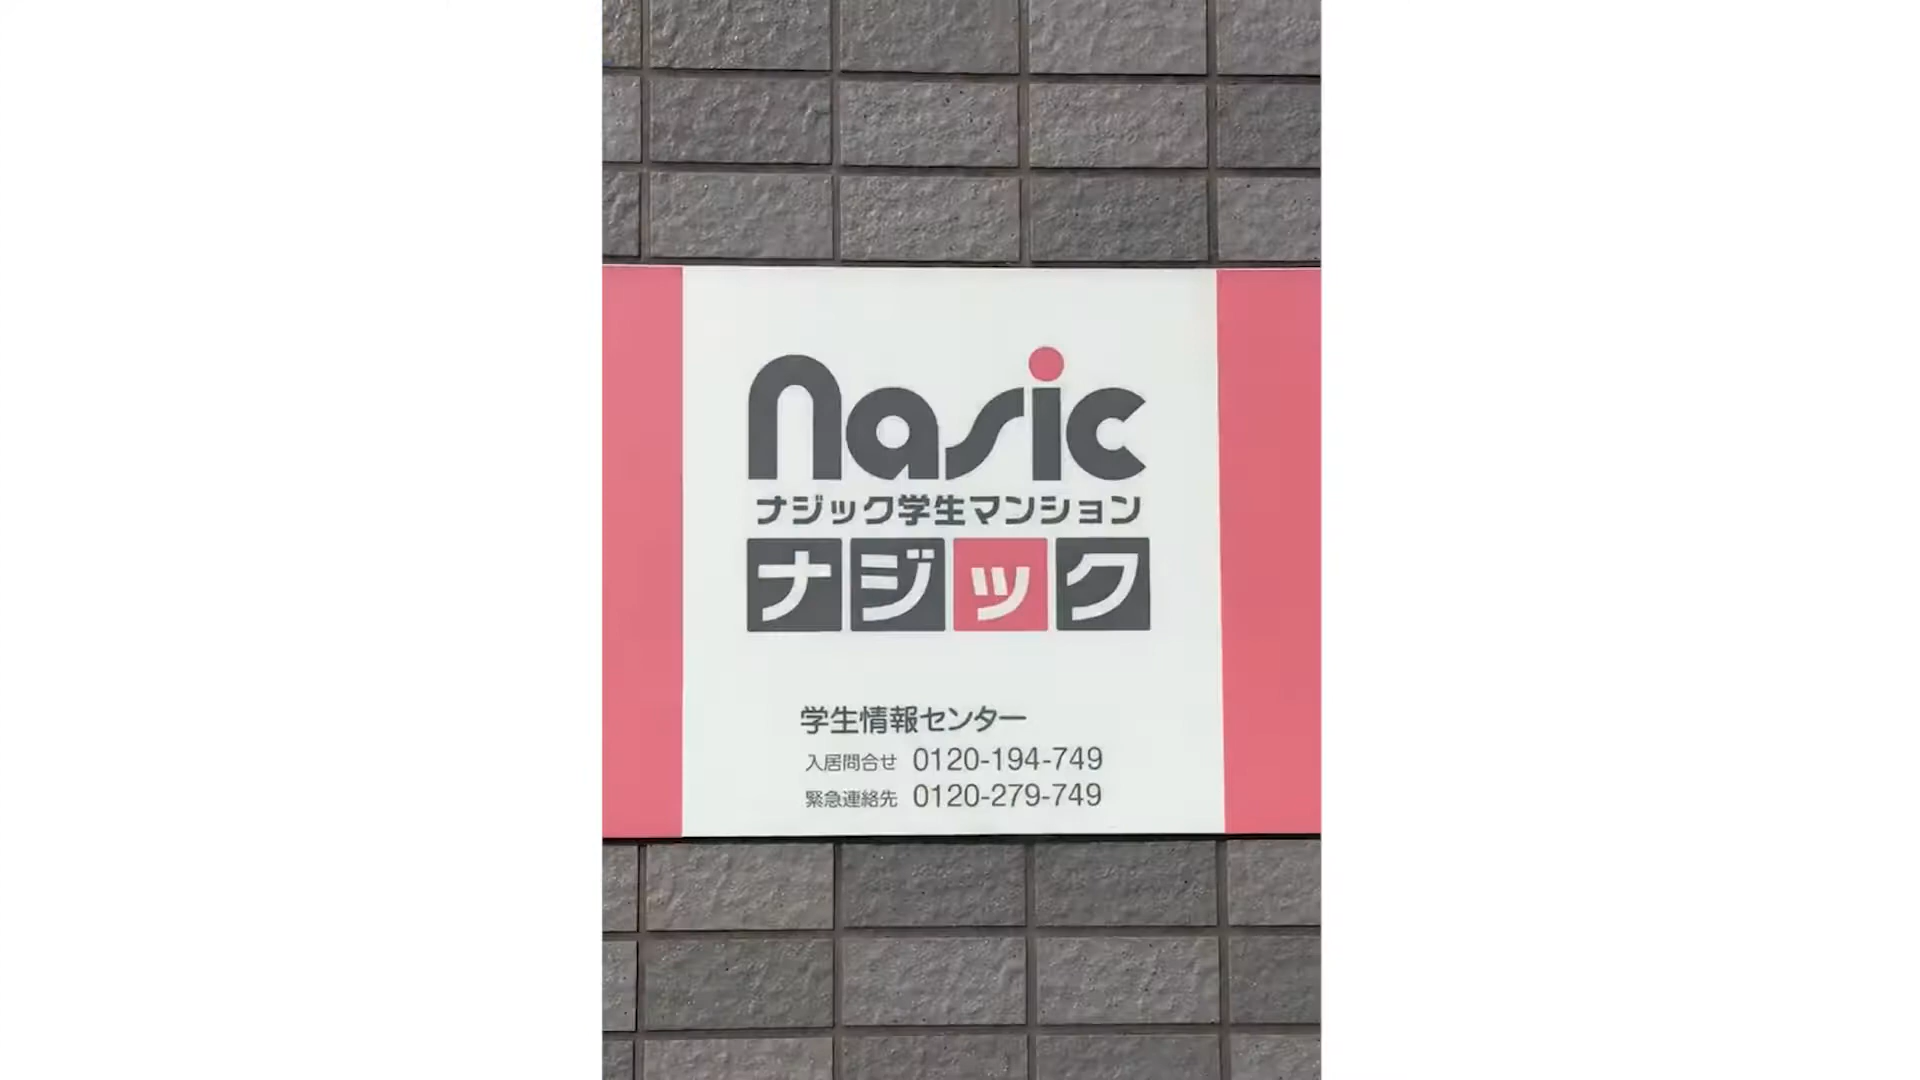 nasic
ナジック学生マンション
ナジック
学生情報センター
入居問合せ 0120-194-749
緊急連絡先 0120-279-749